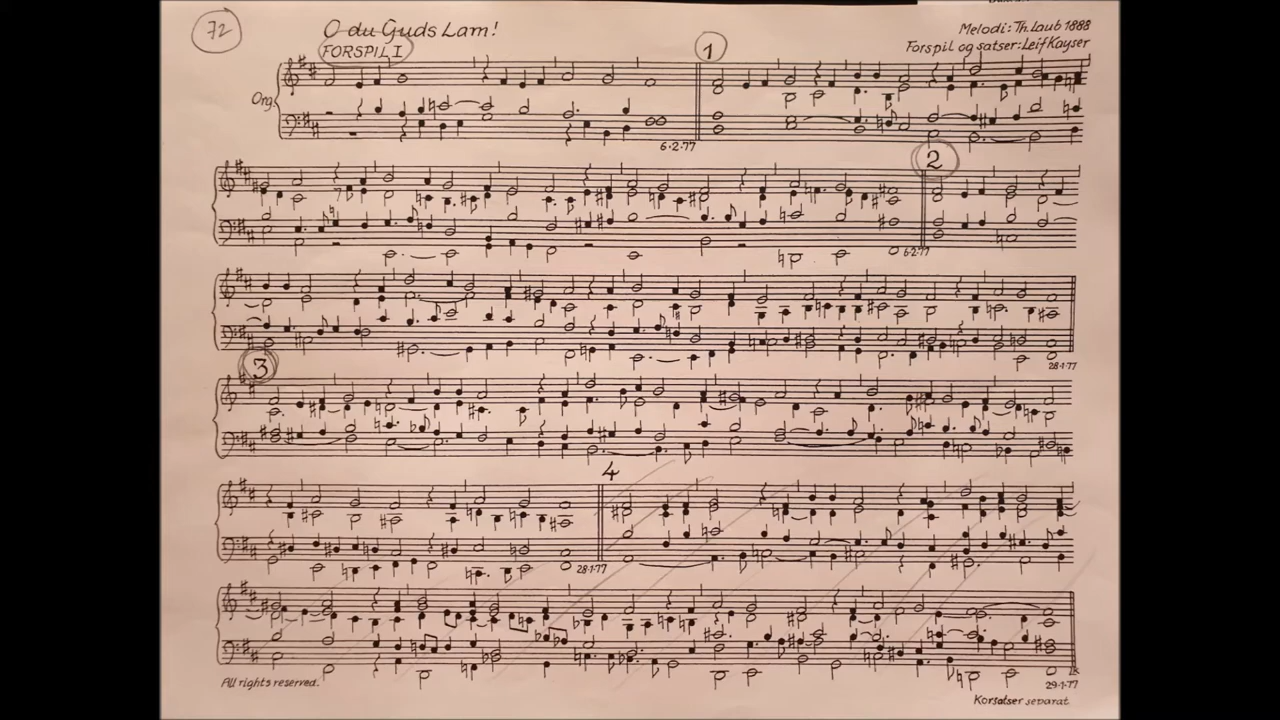 72
O du Guds Lam!
FORSPIL I
Melodi: Th. Laub 1888
Forspil og satser: Leif Kayser
1
Org.
6-2-77
2
6-2-77
28-1-77
3
4
28-1-77
All rights reserved.
29-1-77
Korsatser separat